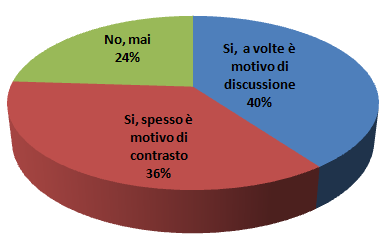 No, mai
24%
Si,  a volte è
motivo di
discussione
40%
Si, spesso è
motivo di
contrasto
36%